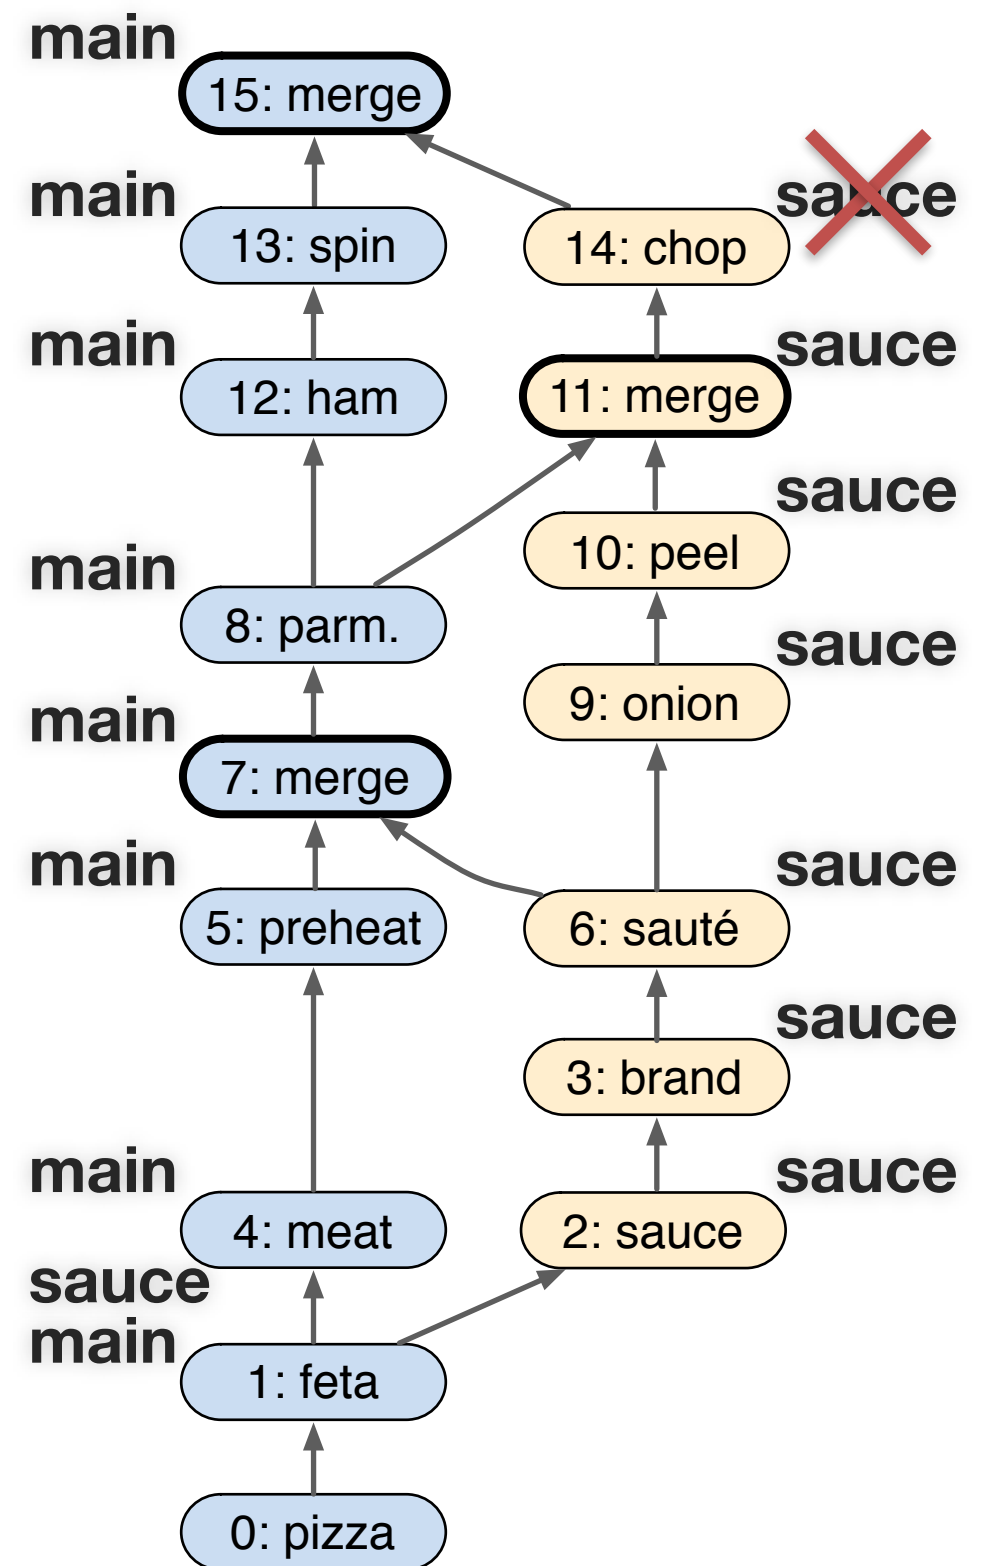 main
15: merge
main
sauce
13: spin
14: chop
main
sauce
12: ham
11: merge
sauce
10: peel
main
8: parm.
sauce
9: onion
main
7: merge
main
sauce
5: preheat
6: sauté
sauce
3: brand
main
sauce
4: meat
2: sauce
sauce
main
1: feta
0: pizza